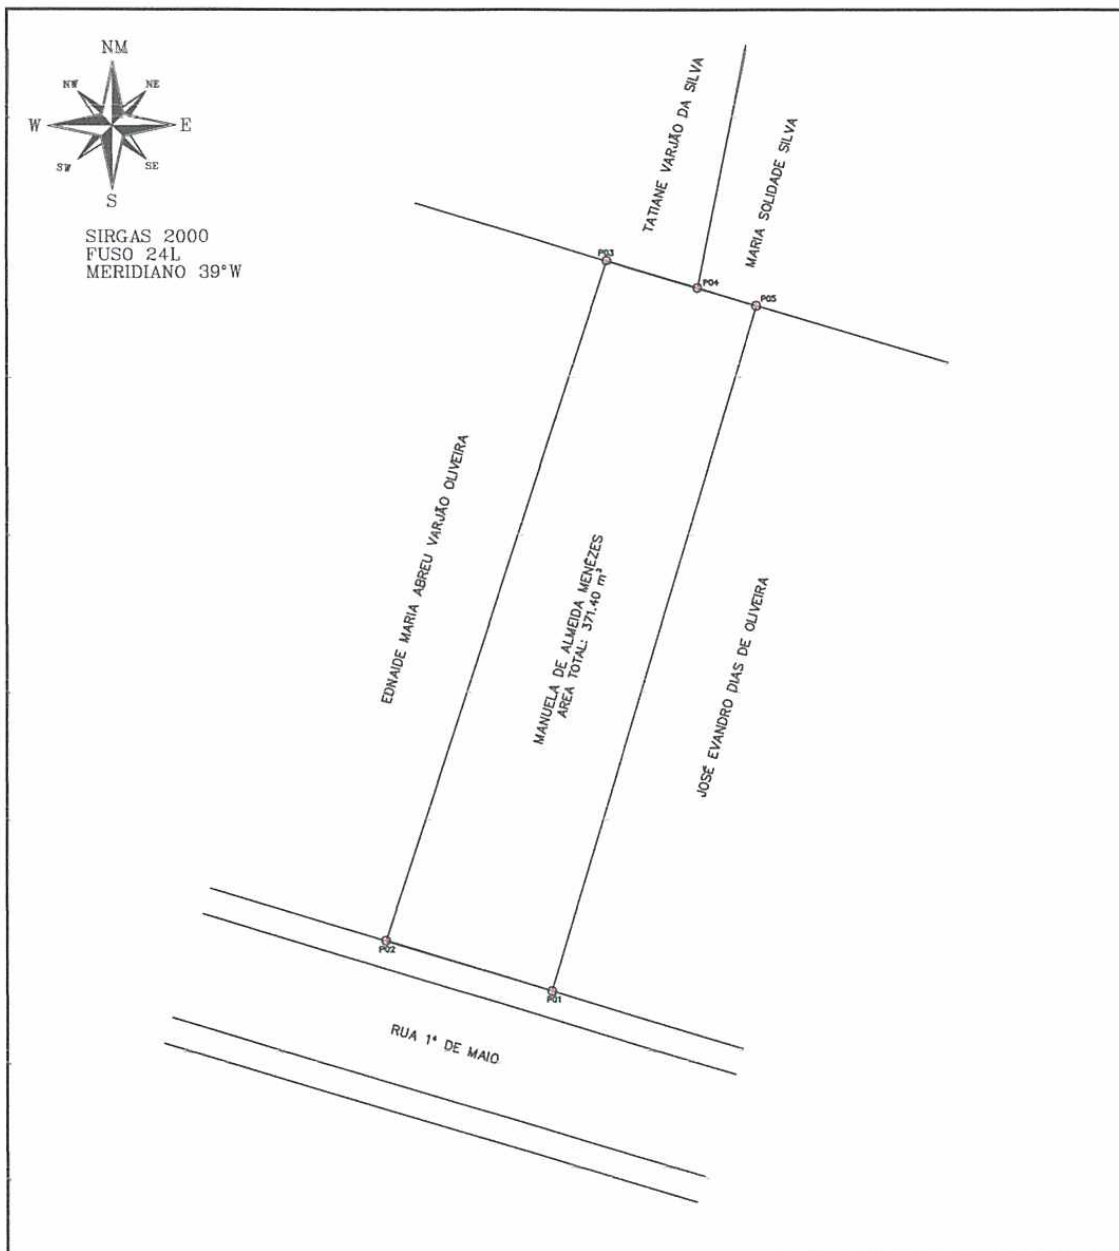 NM
NW
NE
W
E
SW
SE
S
SIRGAS 2000
FUSO 24L
MERIDIANO 39°W
TATIANE VARJÃO DA SILVA
MARIA SOLIDADE SILVA
P03
P04
P05
EDNAIDE MARIA ABREU VARJÃO OLIVEIRA
MANUELA DE ALMEIDA MENÊZES
AREA TOTAL: 371.40 m²
JOSÉ EVANDRO DIAS DE OLIVEIRA
P02
P01
RUA 1ª DE MAIO